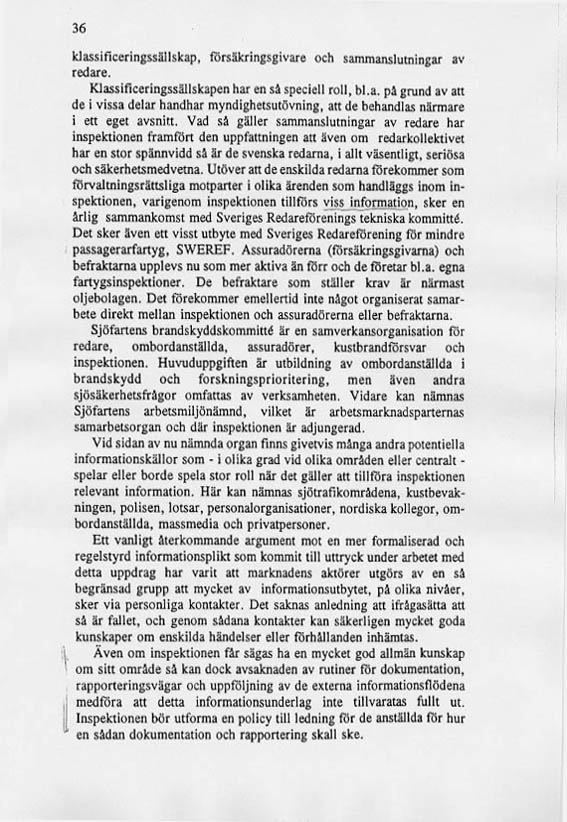 36
klassificeringssällskap, försäkringsgivare och sammanslutningar av
redare.
Klassificeringssällskapen har en så speciell roll, bl.a. på grund av att
de i vissa delar handhar myndighetsutövning, att de behandlas närmare
i ett eget avsnitt. Vad så gäller sammanslutningar av redare har
inspektionen framfört den uppfattningen att även om redarkollektivet
har en stor spännvidd så är de svenska redarna, i allt väsentligt, seriösa
och säkerhetsmedvetna. Utöver att de enskilda redarna förekommer som
förvaltningsrättsliga motparter i olika ärenden som handläggs inom in-
spektionen, varigenom inspektionen tillförs viss information, sker en
årlig sammankomst med Sveriges Redareförenings tekniska kommitté.
Det sker även ett visst utbyte med Sveriges Redareförening för mindre
passagerarfartyg, SWEREF. Assuradörerna (försäkringsgivarna) och
befraktarna upplevs nu som mer aktiva än förr och de företar bl.a. egna
fartygsinspektioner. De befraktare som ställer krav är närmast
oljebolagen. Det förekommer emellertid inte något organiserat samar-
bete direkt mellan inspektionen och assuradörerna eller befraktarna.
Sjöfartens brandskyddskommitté är en samverkansorganisation för
redare, ombordanställda, assuradörer, kustbrandförsvar och
inspektionen. Huvuduppgiften är utbildning av ombordanställda i
brandskydd och forskningsprioritering, men även andra
sjösäkerhetsfrågor omfattas av verksamheten. Vidare kan nämnas
Sjöfartens arbetsmiljönämnd, vilket är arbetsmarknadsparternas
samarbetsorgan och där inspektionen är adjungerad.
Vid sidan av nu nämnda organ finns givetvis många andra potentiella
informationskällor som - i olika grad vid olika områden eller centralt -
spelar eller borde spela stor roll när det gäller att tillföra inspektionen
relevant information. Här kan nämnas sjötrafikområdena, kustbevak-
ningen, polisen, lotsar, personalorganisationer, nordiska kollegor, om-
bordanställda, massmedia och privatpersoner.
Ett vanligt återkommande argument mot en mer formaliserad och
regelstyrd informationsplikt som kommit till uttryck under arbetet med
detta uppdrag har varit att marknadens aktörer utgörs av en så
begränsad grupp att mycket av informationsutbytet, på olika nivåer,
sker via personliga kontakter. Det saknas anledning att ifrågasätta att
så är fallet, och genom sådana kontakter kan säkerligen mycket goda
kunskaper om enskilda händelser eller förhållanden inhämtas.
Även om inspektionen får sägas ha en mycket god allmän kunskap
om sitt område så kan dock avsaknaden av rutiner för dokumentation,
rapporteringsvägar och uppföljning av de externa informationsflödena
medföra att detta informationsunderlag inte tillvaratas fullt ut.
Inspektionen bör utforma en policy till ledning för de anställda för hur
en sådan dokumentation och rapportering skall ske.